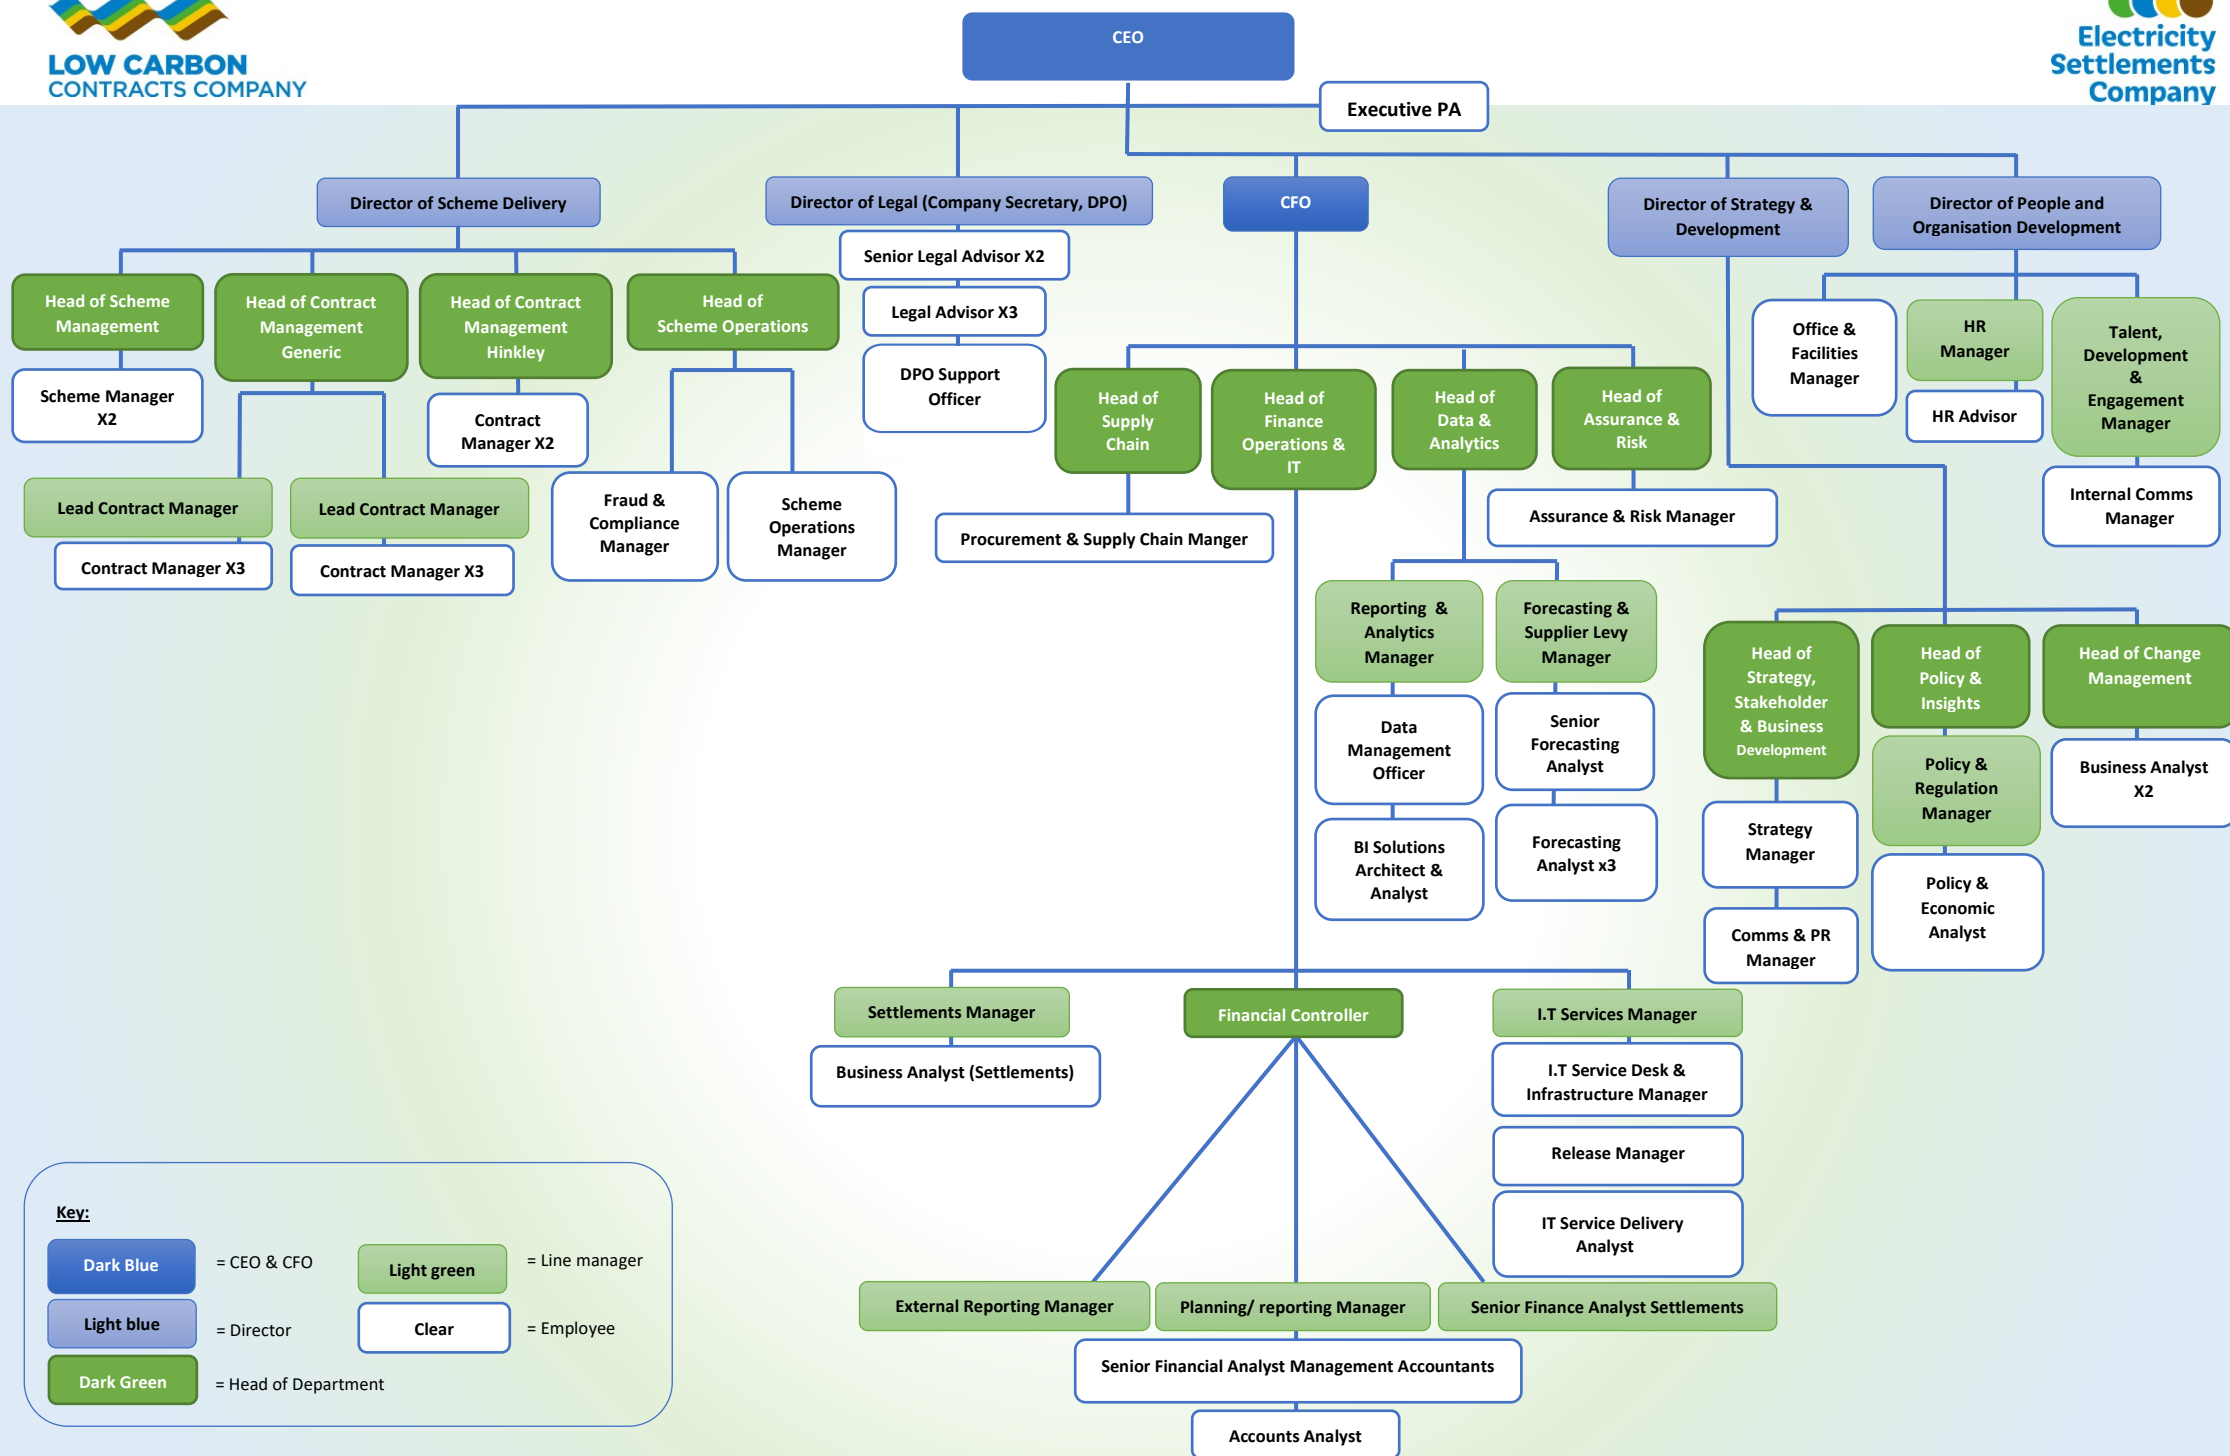 LOW CARBON
CONTRACTS COMPANY
CEO
Electricity
Settlements
Company
Executive PA
Director of Scheme Delivery
Director of Legal (Company Secretary, DPO)
CFO
Director of Strategy &
Development
Director of People and
Organisation Development
Senior Legal Advisor X2
Legal Advisor X3
DPO Support
Officer
Head of Scheme
Management
Head of Contract
Management
Generic
Head of Contract
Management
Hinkley
Head of
Scheme Operations
Scheme Manager
X2
Contract
Manager X2
Lead Contract Manager
Lead Contract Manager
Contract Manager X3
Contract Manager X3
Fraud &
Compliance
Manager
Scheme
Operations
Manager
Head of
Supply
Chain
Head of
Finance
Operations &
IT
Head of
Data &
Analytics
Head of
Assurance &
Risk
Procurement & Supply Chain Manger
Assurance & Risk Manager
Office &
Facilities
Manager
HR
Manager
HR Advisor
Talent,
Development
&
Engagement
Manager
Internal Comms
Manager
Reporting &
Analytics
Manager
Forecasting &
Supplier Levy
Manager
Data
Management
Officer
Senior
Forecasting
Analyst
BI Solutions
Architect &
Analyst
Forecasting
Analyst x3
Head of
Strategy,
Stakeholder
& Business
Development
Head of
Policy &
Insights
Head of Change
Management
Strategy
Manager
Policy &
Regulation
Manager
Business Analyst
X2
Comms & PR
Manager
Policy &
Economic
Analyst
Settlements Manager
Financial Controller
I.T Services Manager
Business Analyst (Settlements)
I.T Service Desk &
Infrastructure Manager
Release Manager
IT Service Delivery
Analyst
External Reporting Manager
Planning/ reporting Manager
Senior Finance Analyst Settlements
Senior Financial Analyst Management Accountants
Accounts Analyst
Key:
Dark Blue
= CEO & CFO
Light green
= Line manager
Light blue
= Director
Clear
= Employee
Dark Green
= Head of Department